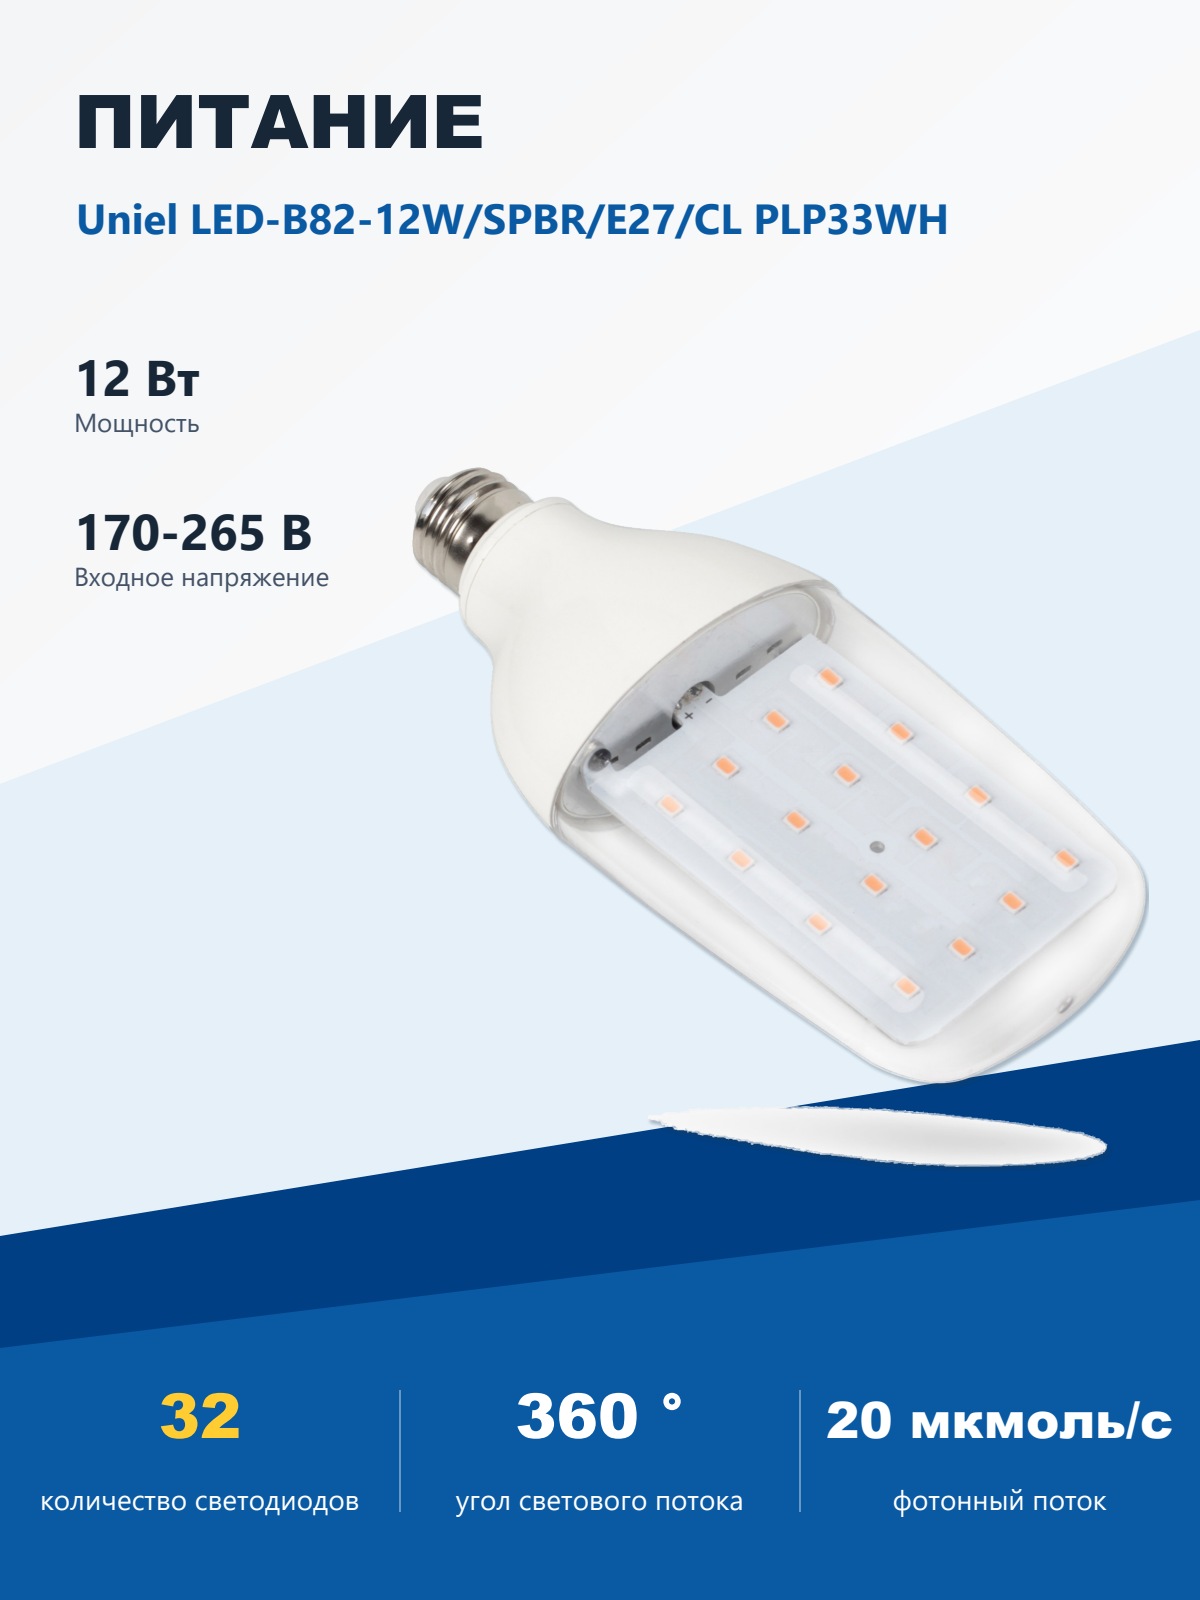 ПИТАНИЕ
Uniel LED-B82-12W/SPBR/E27/CL PLP33WH
12 Вт
Мощность
170-265 В
Входное напряжение
+ -
32
количество светодиодов
360 °
угол светового потока
20 мкмоль/с
фотонный поток